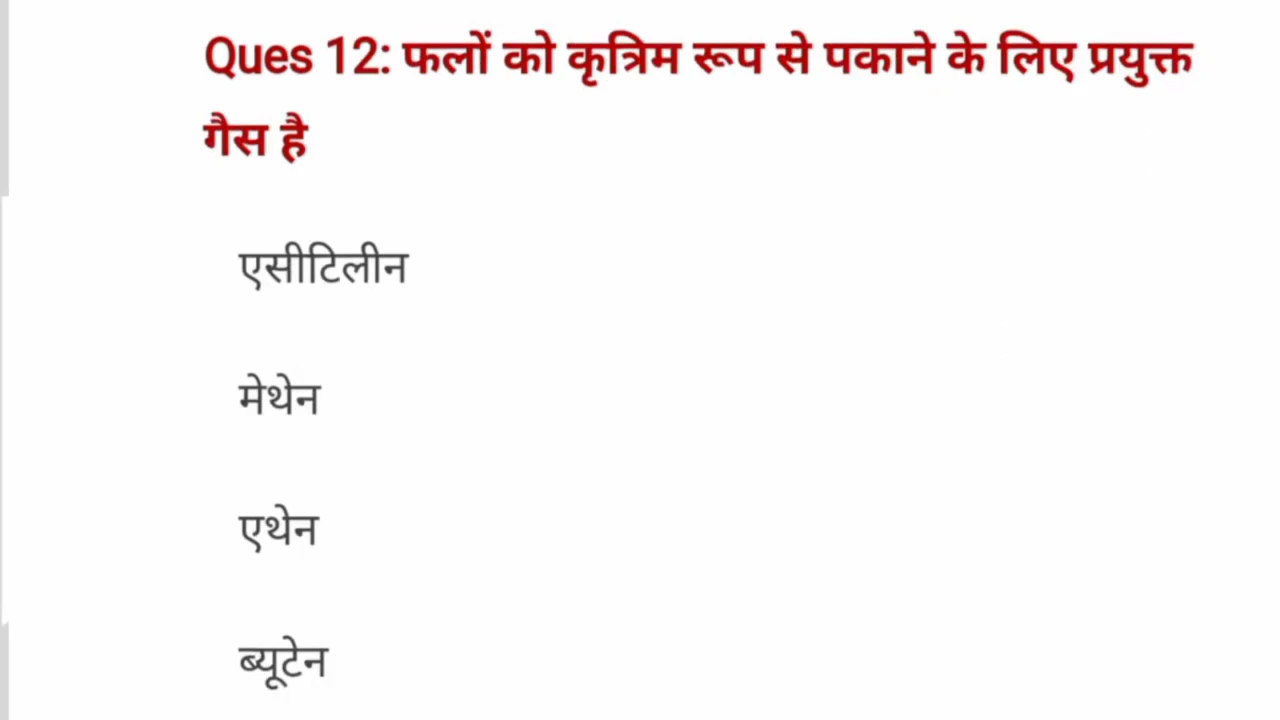 Ques 12: फलों को कृत्रिम रूप से पकाने के लिए प्रयुक्त
गैस है
एसीटिलीन
मेथेन
एथेन
ब्यूटेन